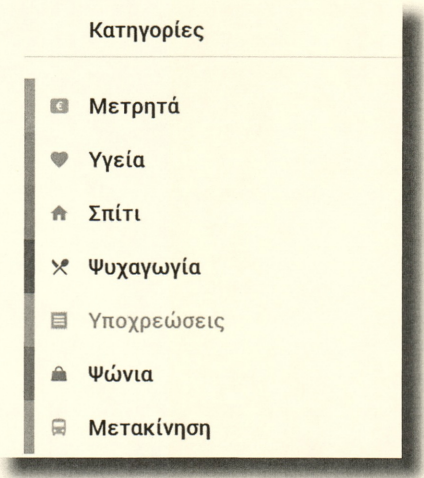 Κατηγορίες
Μετρητά
Υγεία
Σπίτι
Ψυχαγωγία
Υποχρεώσεις
Ψώνια
Μετακίνηση